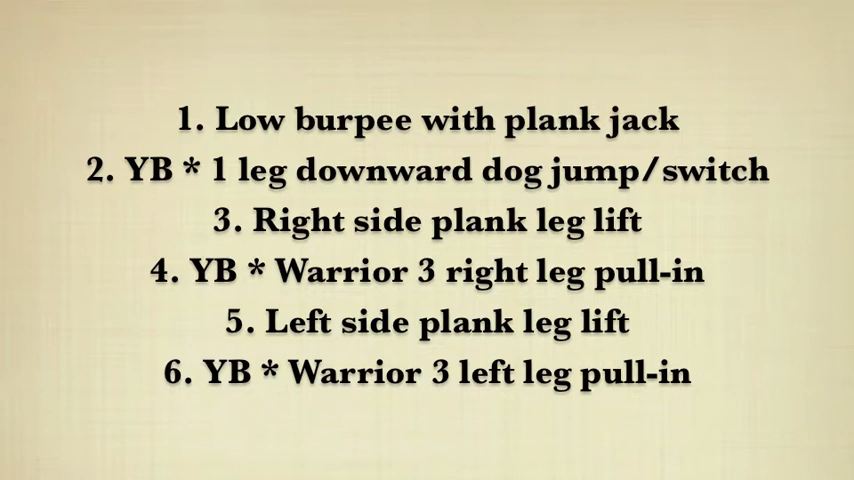 1. Low burpee with plank jack
2. YB * 1 leg downward dog jump/switch
3. Right side plank leg lift
4. YB * Warrior 3 right leg pull-in
5. Left side plank leg lift
6. YB * Warrior 3 left leg pull-in